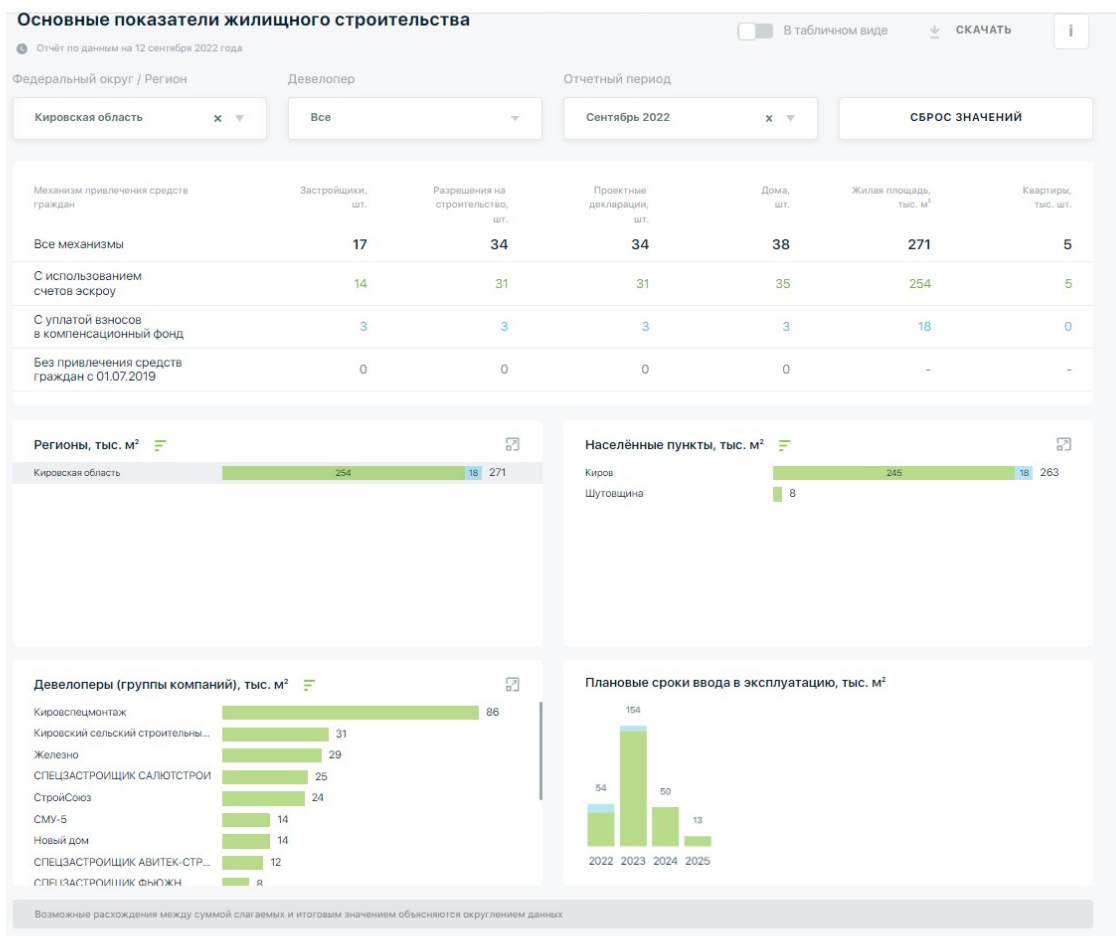 Основные показатели жилищного строительства
В табличном виде
СКАЧАТЬ
i
Отчёт по данным на 12 сентября 2022 года
Федеральный округ / Регион
Девелопер
Отчетный период
Кировская область
x
Все
Сентябрь 2022
x
СБРОС ЗНАЧЕНИЙ
Механизм привлечения средств
граждан
Застройщики,
шт.
Разрешения на
строительство,
шт.
Проектные
декларации,
шт.
Дома,
шт.
Жилая площадь,
тыс. м²
Квартиры,
тыс. шт.
Все механизмы 17 34 34 38 271 5
С использованием
счетов эскроу
14 31 31 35 254 5
С уплатой взносов
в компенсационный фонд
3 3 3 3 18 0
Без привлечения средств
граждан с 01.07.2019
0 0 0 0 - -
Регионы, тыс. м²
Кировская область 254 18 271
Населённые пункты, тыс. м²
Киров 245 18 263
Шутовщина 8
Девелоперы (группы компаний), тыс. м²
Кировспецмонтаж 86
Кировский сельский строительны... 31
Железно 29
СПЕЦЗАСТРОИЩИК САЛЮТСТРОИ 25
СтройСоюз 24
СМУ-5 14
Новый дом 14
СПЕЦЗАСТРОИЩИК АВИТЕК-СТР... 12
СПЕЦЗАСТРОИЩИК ФЬЮЖН 8
Плановые сроки ввода в эксплуатацию, тыс. м²
154
54
50
13
2022 2023 2024 2025
Возможные расхождения между суммой слагаемых и итоговым значением объясняются округлением данных